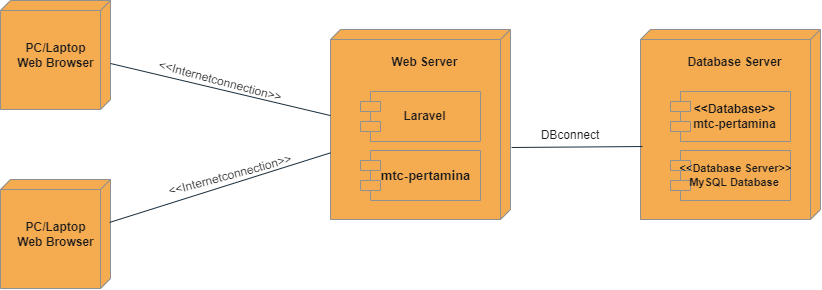 PC/Laptop
Web Browser
<<Internetconnection>>
Web Server
Laravel
mtc-pertamina
DBconnect
Database Server
<<Database>>
mtc-pertamina
<<Database Server>>
MySQL Database
<<Internetconnection>>
PC/Laptop
Web Browser